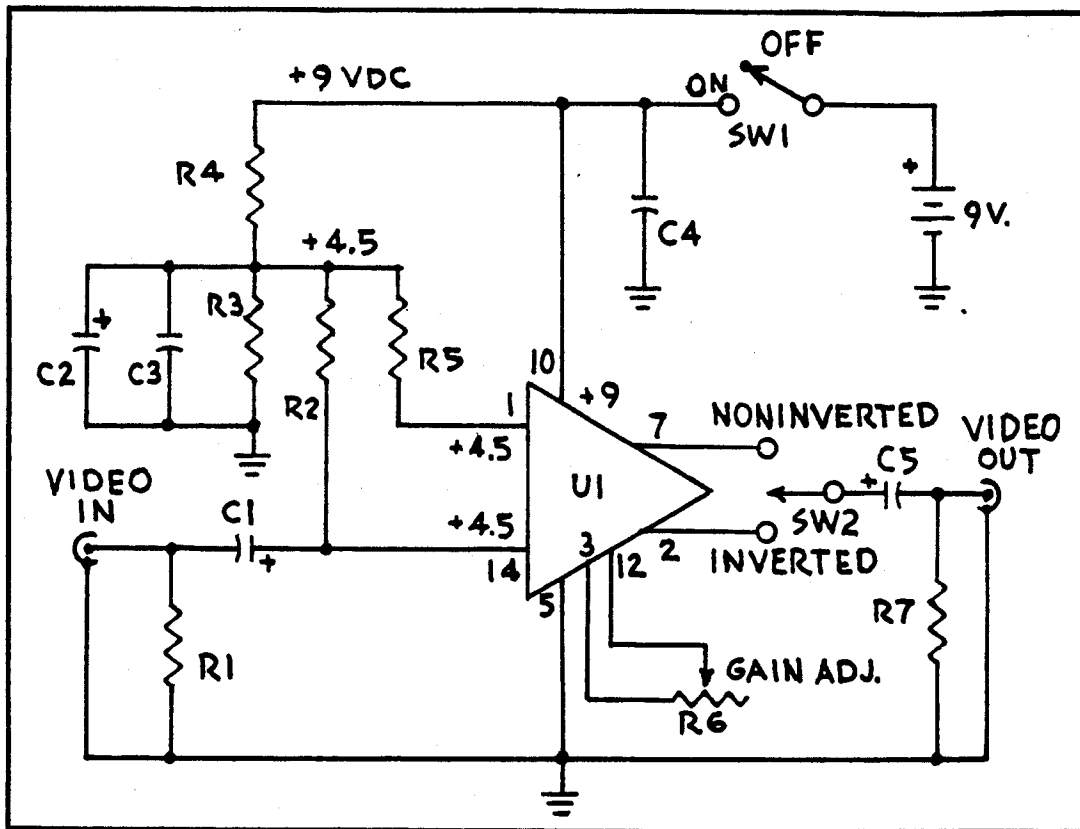 OFF
+9 VDC
ON
SW1
R4
+
9V.
C4
+4.5
+
R3
C2
C3
R2
R5
10
+9
1
+4.5
7
NONINVERTED
VIDEO
OUT
C5
+
U1
SW2
VIDEO
IN
C1
+
+4.5
14
3
12
2
INVERTED
5
R7
R1
GAIN ADJ.
R6